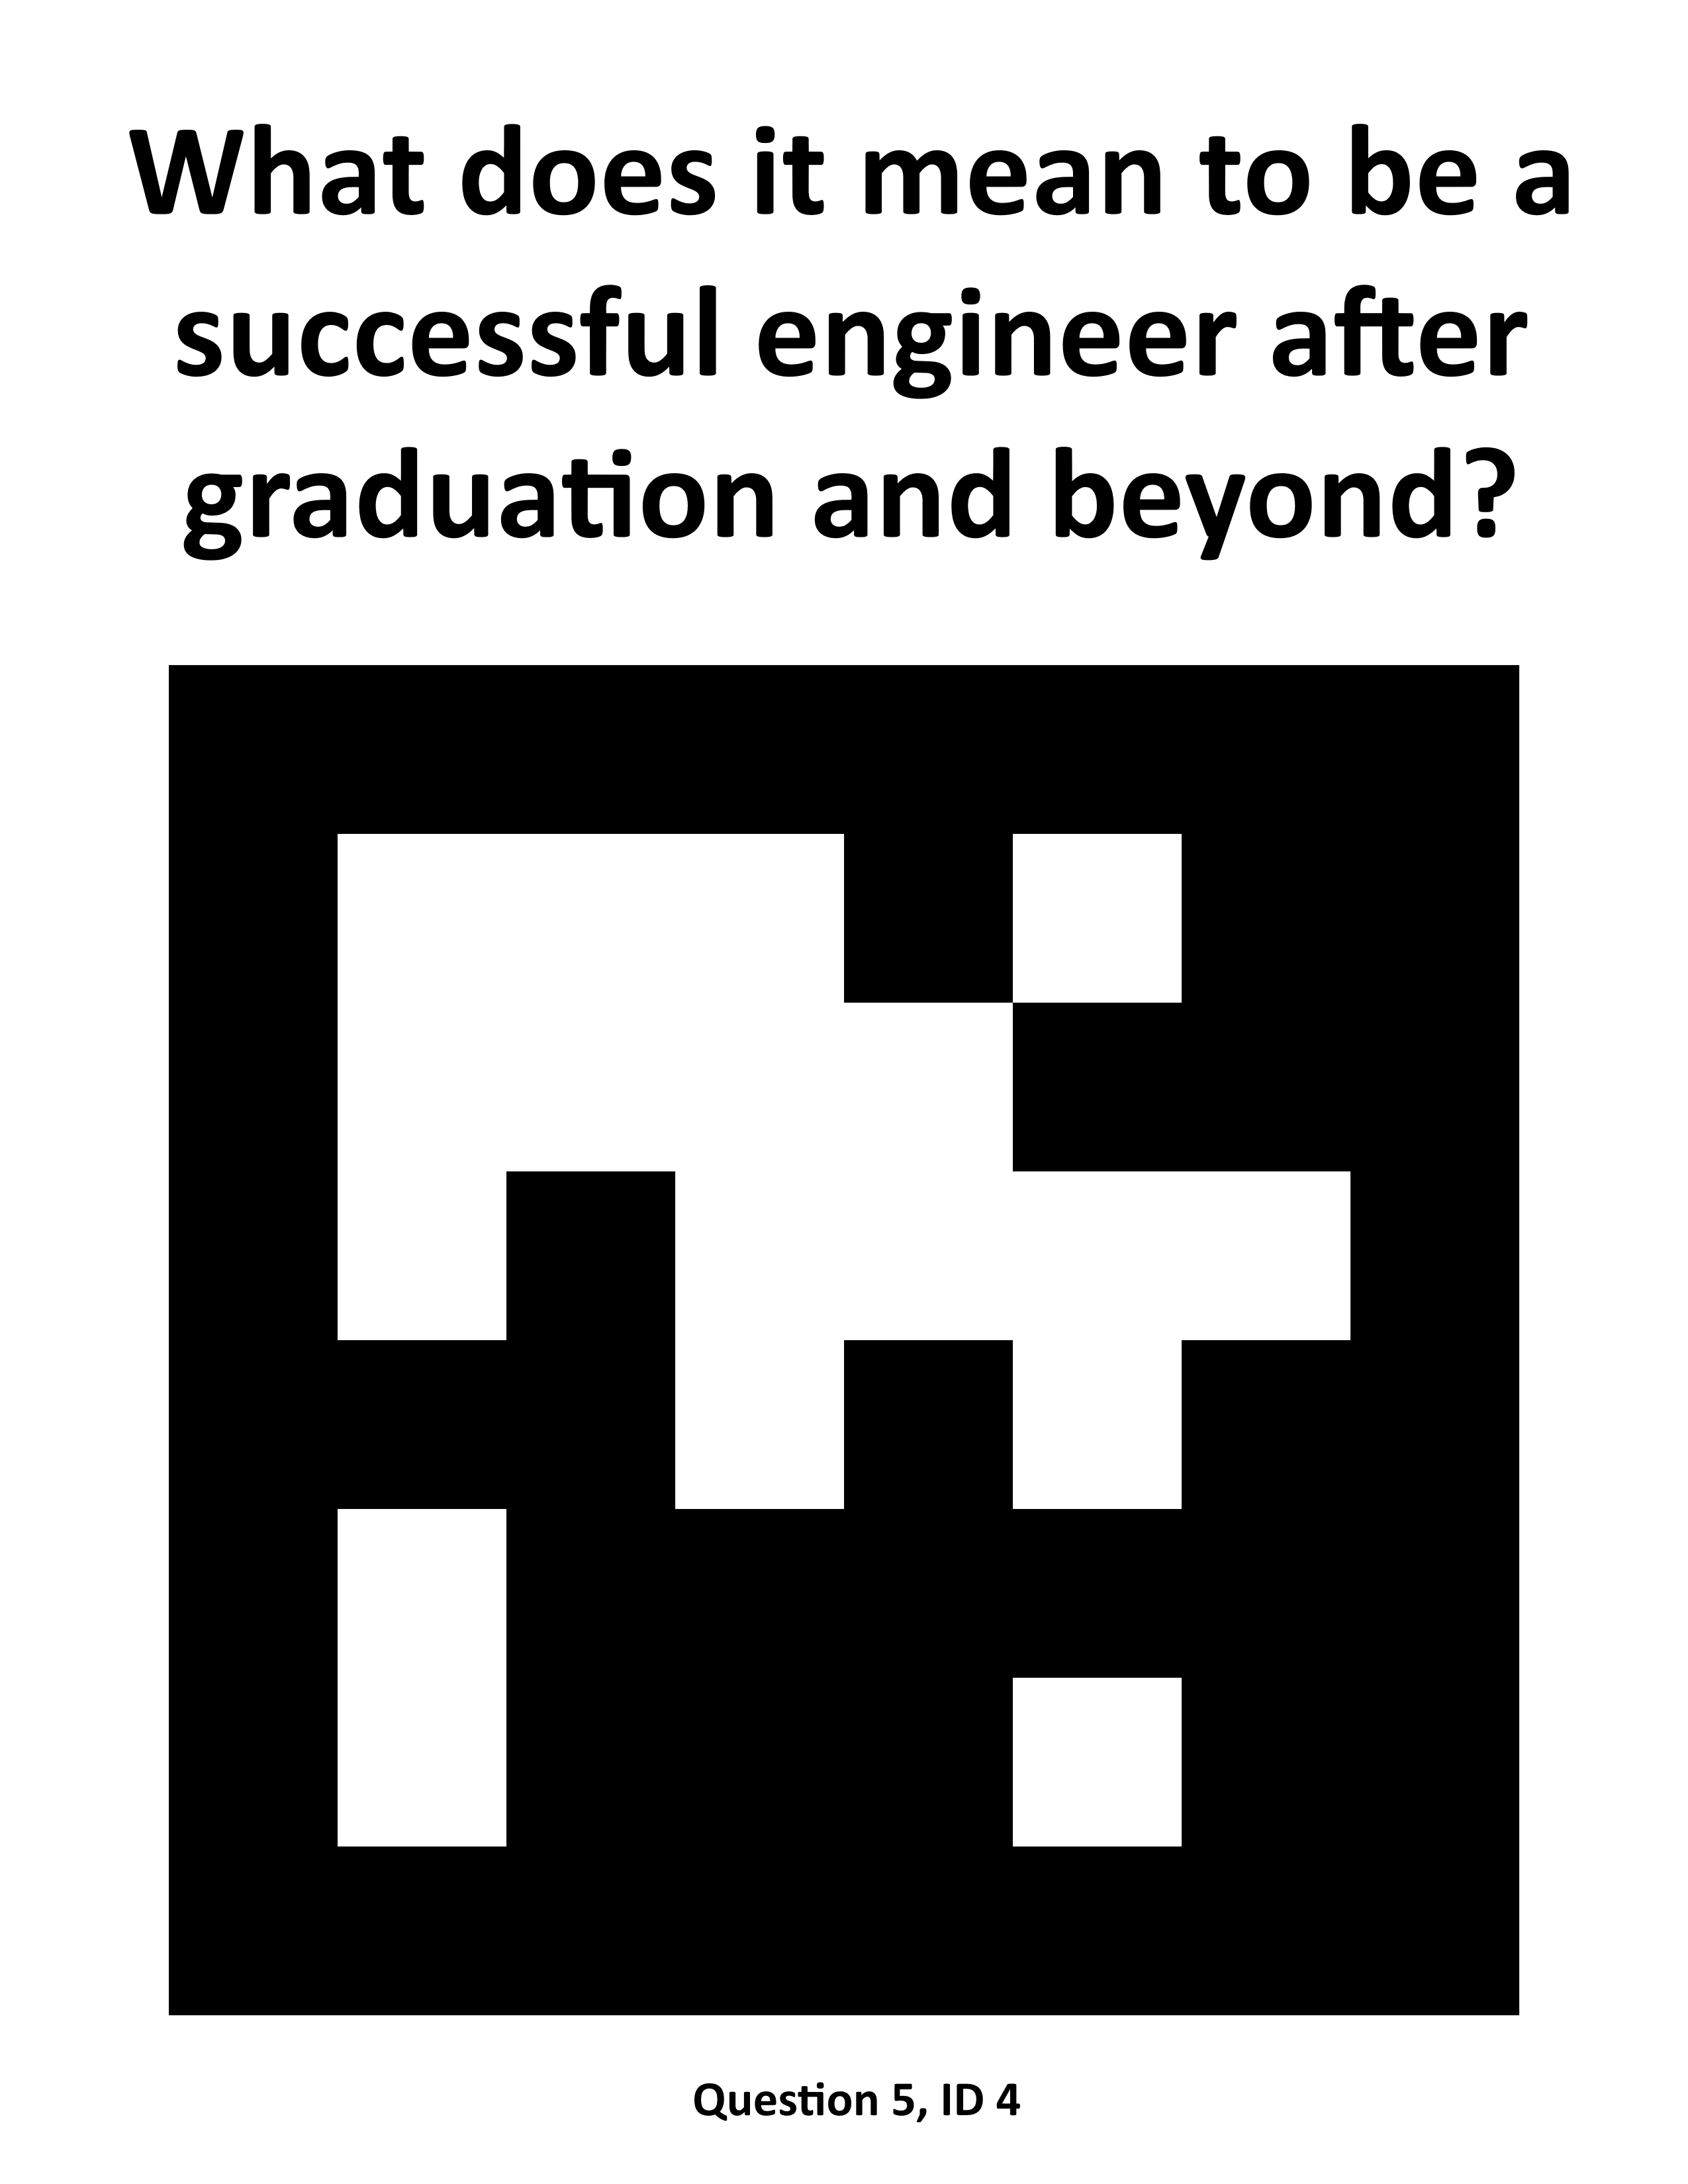 What does it mean to be a
successful engineer after
graduation and beyond?
Question 5, ID 4